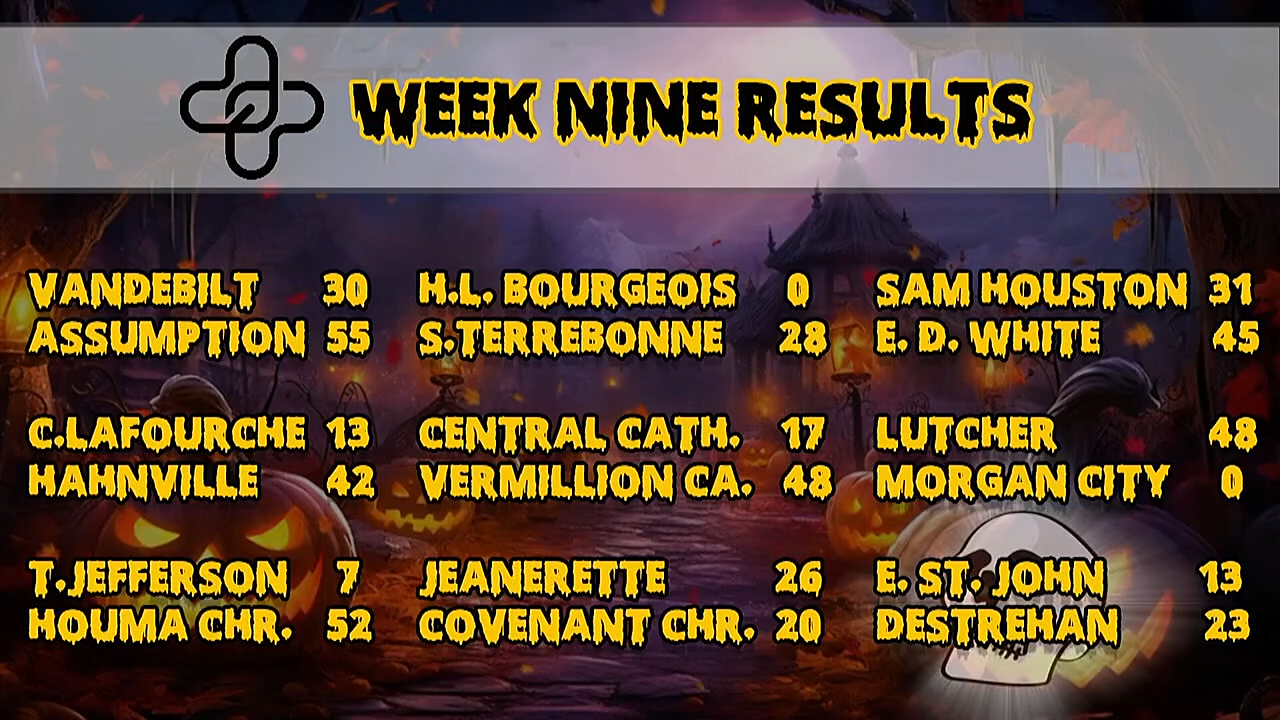 WEEK NINE RESULTS
VANDEBILT 30
ASSUMPTION 55
C.LAFOURCHE 13
HAHNVILLE 42
T.JEFFERSON 7
HOUMA CHR. 52
H.L. BOURGEOIS 0
S.TERREBONNE 28
CENTRAL CATH. 17
VERMILLION CA. 48
JEANERETTE 26
COVENANT CHR. 20
SAM HOUSTON 31
E. D. WHITE 45
LUTCHER 48
MORGAN CITY 0
E. ST. JOHN 13
DESTREHAN 23